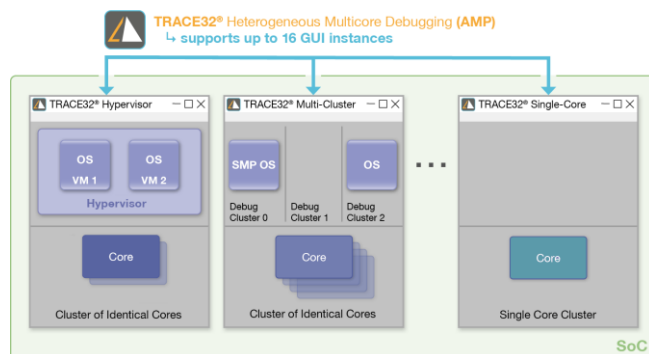 TRACE32® Heterogeneous Multicore Debugging (AMP)
↳ supports up to 16 GUI instances
TRACE32® Hypervisor
OS
VM 1
OS
VM 2
Hypervisor
Core
Cluster of Identical Cores
TRACE32® Multi-Cluster
SMP OS
OS
Debug
Cluster 0
Debug
Cluster 1
Debug
Cluster 2
Core
Cluster of Identical Cores
...
TRACE32® Single-Core
Core
Single Core Cluster
SoC